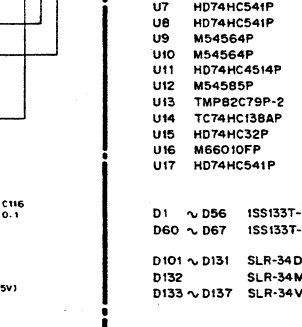 U7 HD74HC541P
U8 HD74HC541P
U9 M54564P
U10 M54564P
U11 HD74HC4514P
U12 M54585P
U13 TMP82C79P-2
U14 TC74HC138AP
U15 HD74HC32P
U16 M66010FP
U17 HD74HC541P
C116
0.1
D1 ~ D56 1SS133T-
D60 ~ D67 1SS133T-
D101 ~ D131 SLR-34D
D132 SLR-34M
5V)
D133 ~ D137 SLR-34V